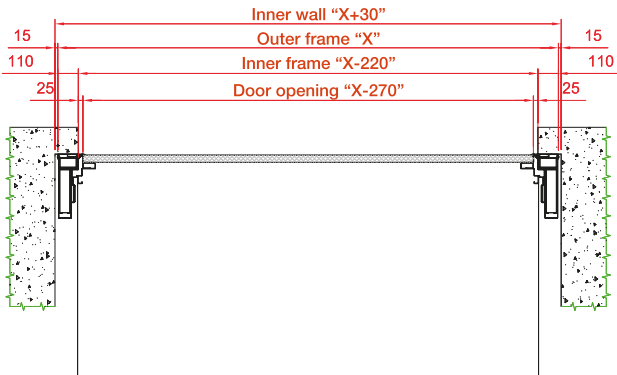 Inner wall “X+30”
15 Outer frame “X” 15
110 Inner frame “X-220” 110
25 Door opening “X-270” 25